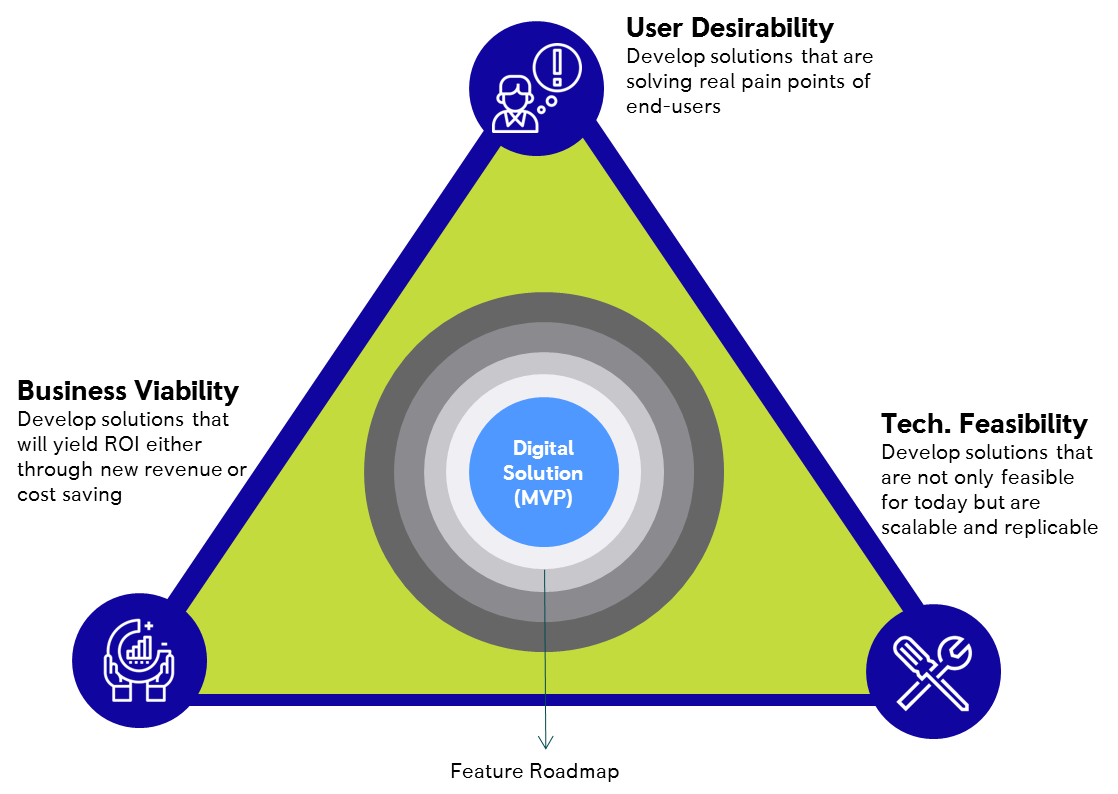 User Desirability
Develop solutions that are
solving real pain points of
end-users
Business Viability
Develop solutions that
will yield ROI either
through new revenue or
cost saving
Digital
Solution
(MVP)
Tech. Feasibility
Develop solutions that
are not only feasible
for today but are
scalable and replicable
Feature Roadmap